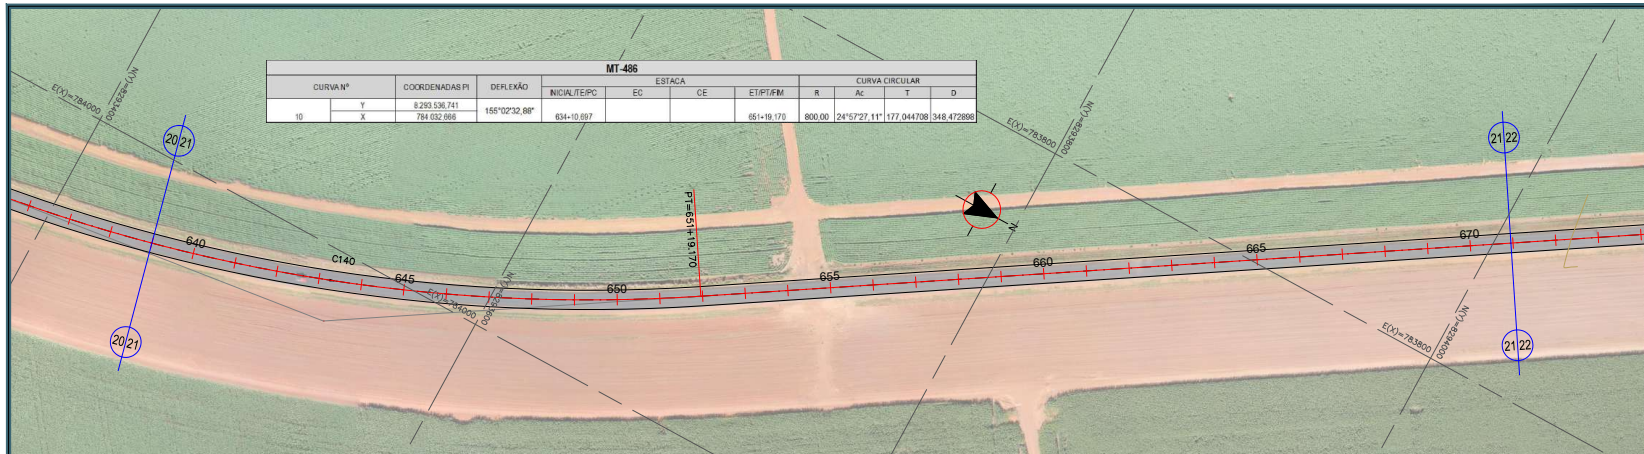 MT-486
CURVA Nº COORDENADAS PI DEFLEXÃO ESTACA CURVA CIRCULAR
INICIAL/TE/PC EC CE ET/PT/FIM R Ac T D
10 Y 8.293.536,741 155°02'32,88" 634+10,697 651+19,170 800,00 24°57'27,11" 177,044708 348,472898
X 784.032,666
E(X)=784000
N(Y)=8293400
20 21
E(X)=783800
N(Y)=8293800
21 22
PT=651+19,170
N
640
C140
645
650
655
660
665
670
E(X)=784000
N(Y)=8293600
20 21
E(X)=783800
N(Y)=8294000
21 22